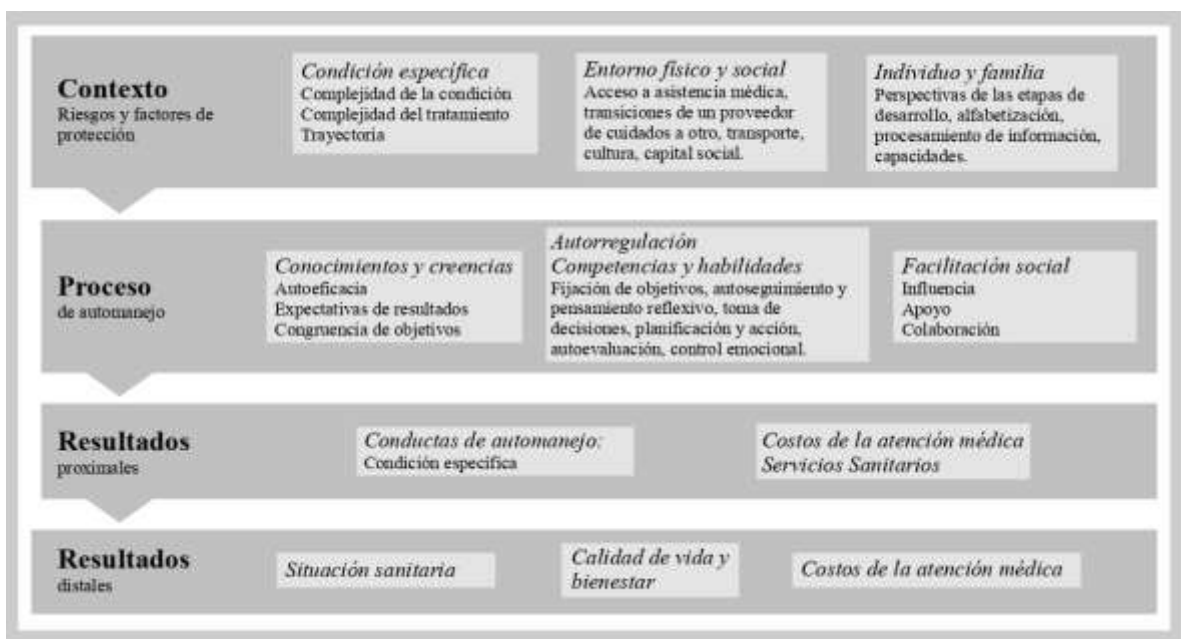 Contexto
Riesgos y factores de
protección
Condición específica
Complejidad de la condición
Complejidad del tratamiento
Trayectoria
Entorno físico y social
Acceso a asistencia médica,
transiciones de un proveedor
de cuidados a otro, transporte,
cultura, capital social.
Individuo y familia
Perspectivas de las etapas de
desarrollo, alfabetización,
procesamiento de información,
capacidades.
Proceso
de automanejo
Conocimientos y creencias
Autoeficacia
Expectativas de resultados
Congruencia de objetivos
Autorregulación
Competencias y habilidades
Fijación de objetivos, autoseguimiento y
pensamiento reflexivo, toma de
decisiones, planificación y acción,
autoevaluación, control emocional.
Facilitación social
Influencia
Apoyo
Colaboración
Resultados
proximales
Conductas de automanejo:
Condición específica
Costos de la atención médica
Servicios Sanitarios
Resultados
distales
Situación sanitaria
Calidad de vida y
bienestar
Costos de la atención médica